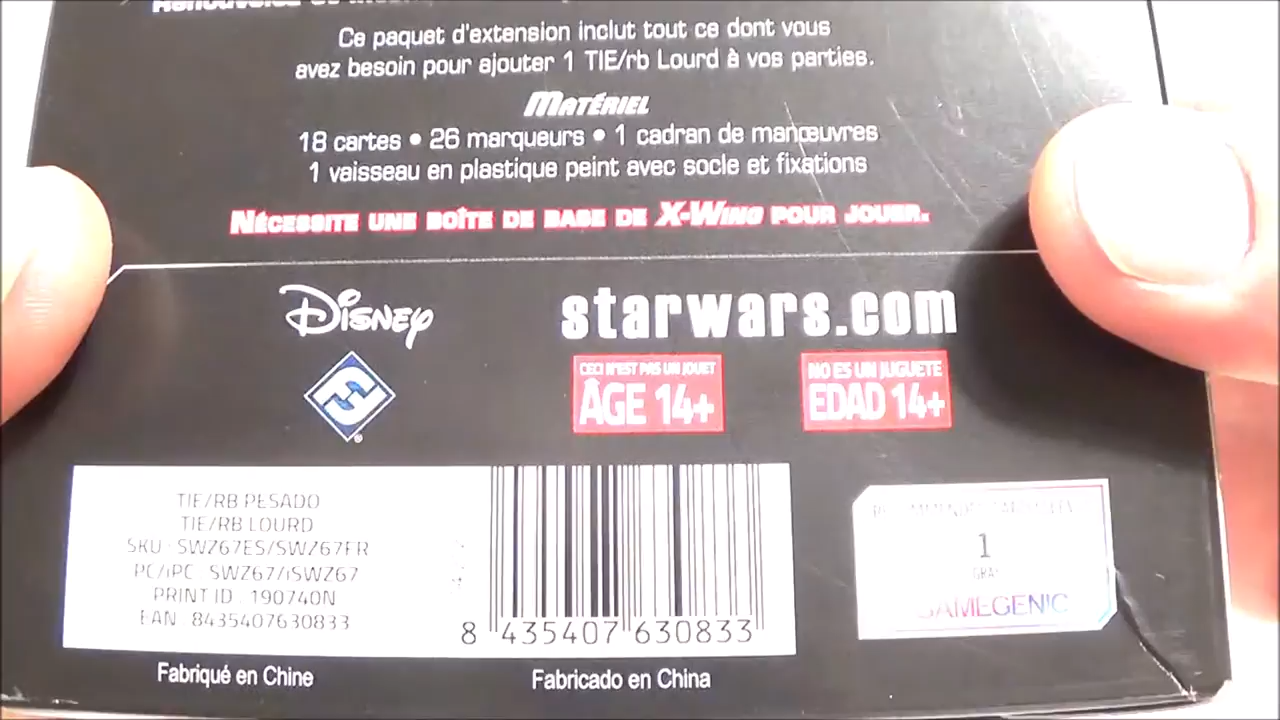 Ce paquet d'extension inclut tout ce dont vous
avez besoin pour ajouter 1 TIE/rb Lourd à vos parties.
MATÉRIEL
18 cartes • 26 marqueurs • 1 cadran de manœuvres
1 vaisseau en plastique peint avec socle et fixations
NÉCESSITE UNE BOÎTE DE BASE DE X-WING POUR JOUER.
Disney
starwars.com
CECI N'EST PAS UN JOUET
ÂGE 14+
NO ES UN JUGUETE
EDAD 14+
TIE/RB PESADO
TIE/RB LOURD
SKU : SWZ67ES/SWZ67FR
PC/iPC SWZ67/iSWZ67
PRINT ID 190740N
EAN 8435407630833
8 435407 630833
1
GRAY
GAMEGENIC
Fabriqué en Chine
Fabricado en China